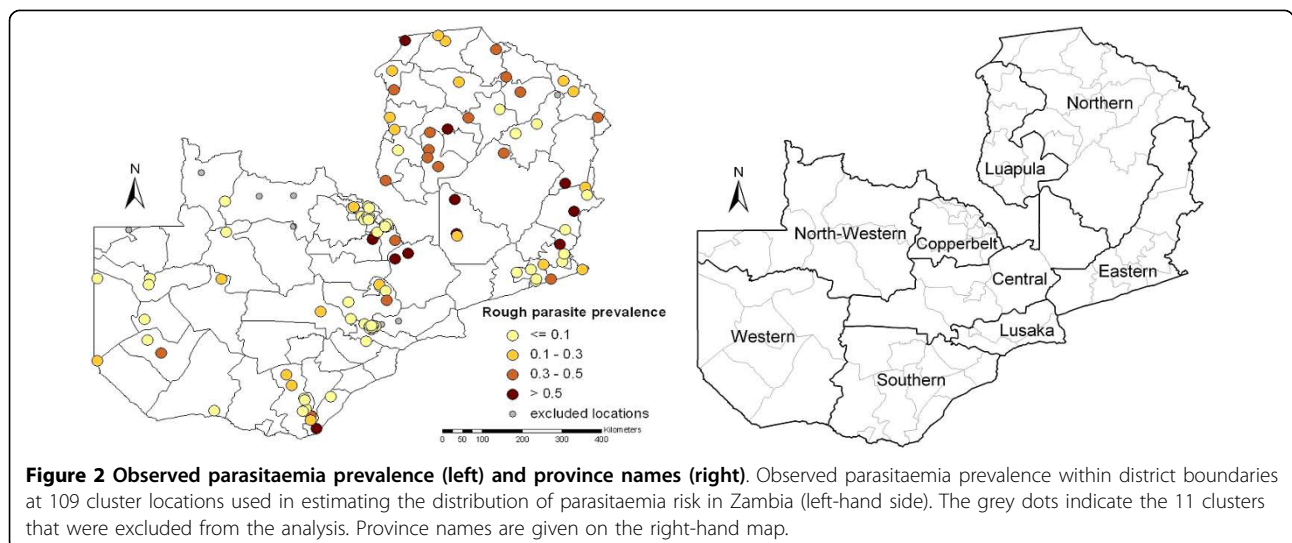 N
Rough parasite prevalence
<= 0.1
0.1 - 0.3
0.3 - 0.5
> 0.5
excluded locations
Kilometers
0 50 100 200 300 400
N
Northern
Luapula
North-Western
Copperbelt
Central
Eastern
Lusaka
Western
Southern
Figure 2 Observed parasitaemia prevalence (left) and province names (right). Observed parasitaemia prevalence within district boundaries
at 109 cluster locations used in estimating the distribution of parasitaemia risk in Zambia (left-hand side). The grey dots indicate the 11 clusters
that were excluded from the analysis. Province names are given on the right-hand map.